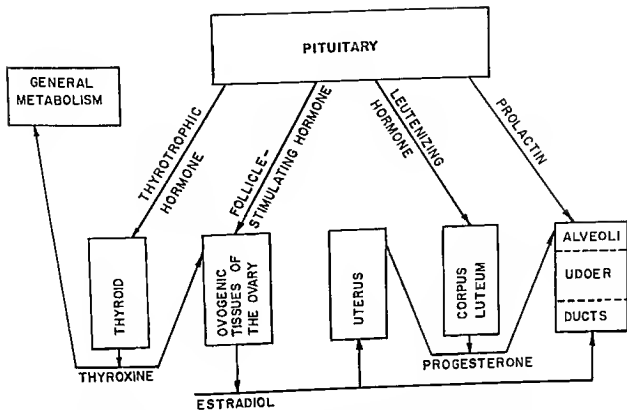 PITUITARY
GENERAL
METABOLISM
THYROTROPHIC
HORMONE
FOLLICLE-
STIMULATING HORMONE
LEUTENIZING
HORMONE
PROLACTIN
THYROID
OVOGENIC
TISSUES OF
THE OVARY
UTERUS
CORPUS
LUTEUM
ALVEOLI
UDOER
DUCTS
THYROXINE
PROGESTERONE
ESTRADIOL